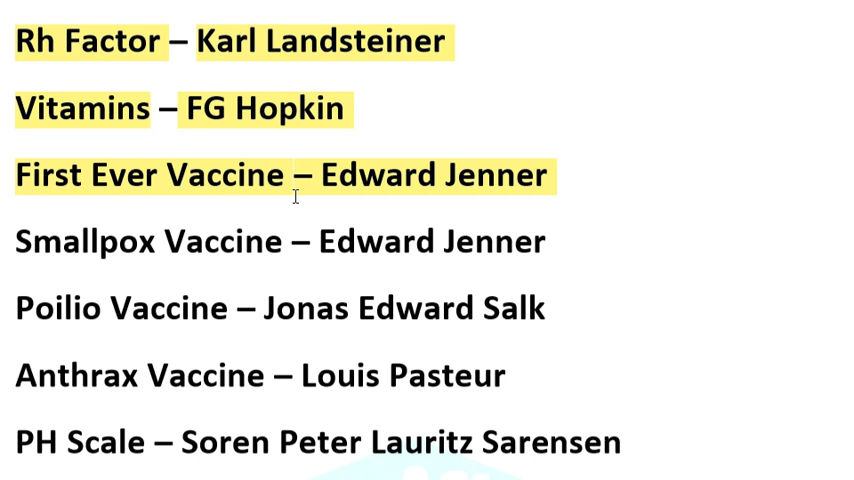 Rh Factor – Karl Landsteiner
Vitamins – FG Hopkin
First Ever Vaccine – Edward Jenner
Smallpox Vaccine – Edward Jenner
Poilio Vaccine – Jonas Edward Salk
Anthrax Vaccine – Louis Pasteur
PH Scale – Soren Peter Lauritz Sarensen